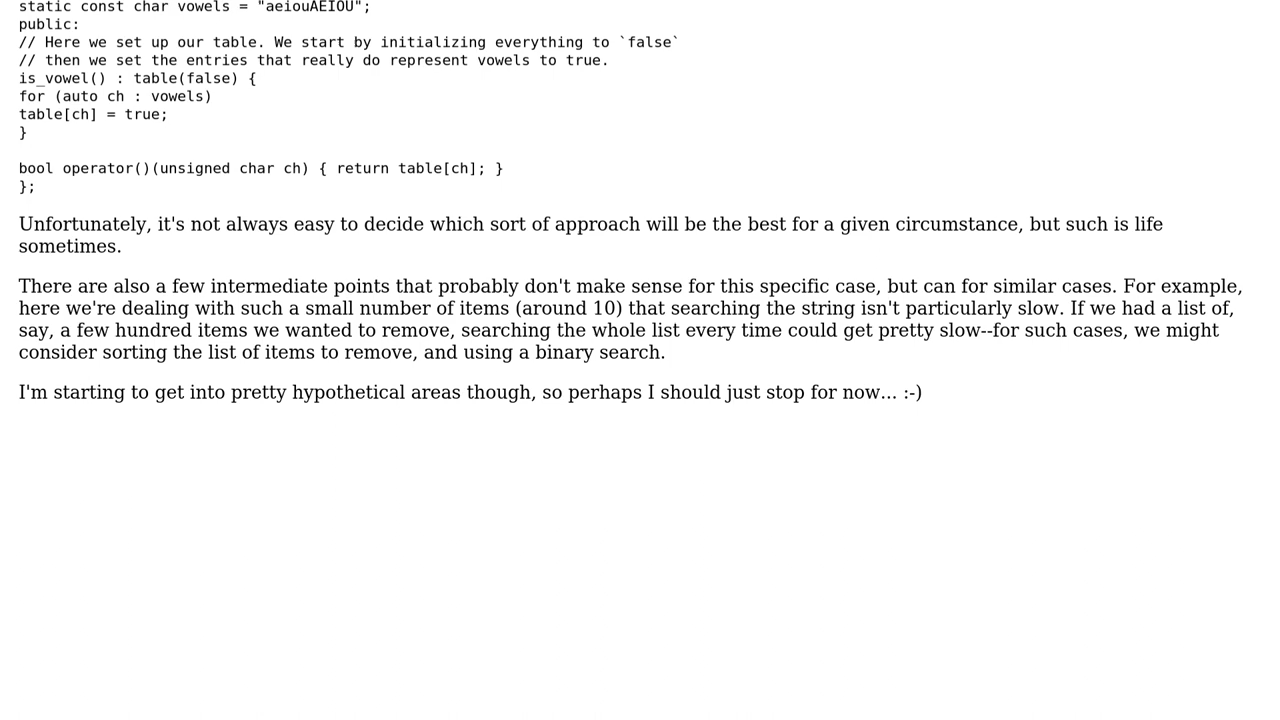 static const char vowels = "aeiouAEIOU";
public:
// Here we set up our table. We start by initializing everything to `false`
// then we set the entries that really do represent vowels to true.
is_vowel() : table(false) {
for (auto ch : vowels)
table[ch] = true;
}

bool operator()(unsigned char ch) { return table[ch]; }
};
Unfortunately, it's not always easy to decide which sort of approach will be the best for a given circumstance, but such is life
sometimes.
There are also a few intermediate points that probably don't make sense for this specific case, but can for similar cases. For example,
here we're dealing with such a small number of items (around 10) that searching the string isn't particularly slow. If we had a list of,
say, a few hundred items we wanted to remove, searching the whole list every time could get pretty slow--for such cases, we might
consider sorting the list of items to remove, and using a binary search.
I'm starting to get into pretty hypothetical areas though, so perhaps I should just stop for now... :-)